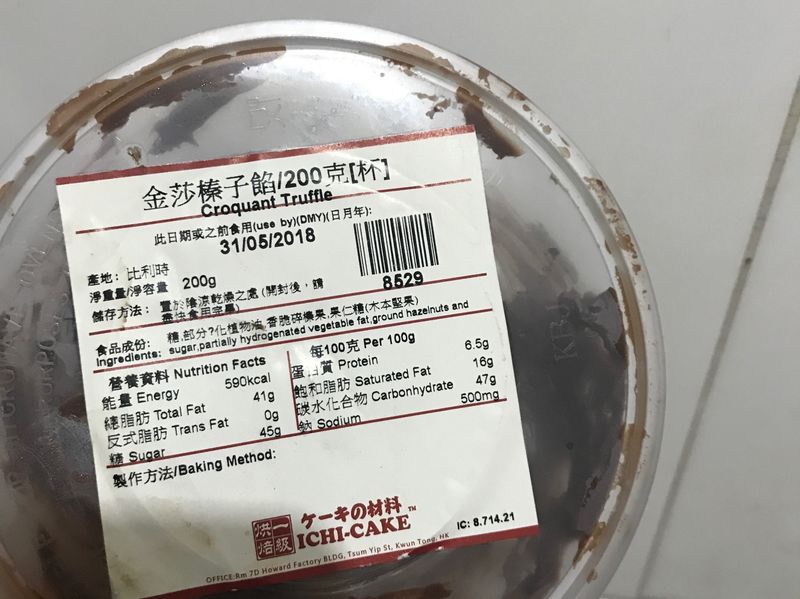 金莎榛子餡/200克[杯]
Croquant Truffle
此日期或之前食用(use by)(DMY)(日月年):
31/05/2018
8529
產地: 比利時
淨重量/淨容量 200g
儲存方法: 置於陰涼乾燥之處 (開封後, 請
盡快食用完畢)
食品成份: 糖,部分?化植物油,香脆碎榛果,果仁糖(木本堅果)
Ingredients: sugar,partially hydrogenated vegetable fat,ground hazelnuts and
營養資料 Nutrition Facts
每100克 Per 100g
能量 Energy 590kcal
蛋白質 Protein 6.5g
總脂肪 Total Fat 41g
飽和脂肪 Saturated Fat 16g
反式脂肪 Trans Fat 0g
碳水化合物 Carbohydrate 47g
糖 Sugar 45g
鈉 Sodium 500mg
製作方法/Baking Method:
一級烘焙
ケーキの材料™
ICHI-CAKE
IC: 8.714.21
OFFICE:Rm 7D Howard Factory BLDG, Tsum Yip St, Kwun Tong, HK